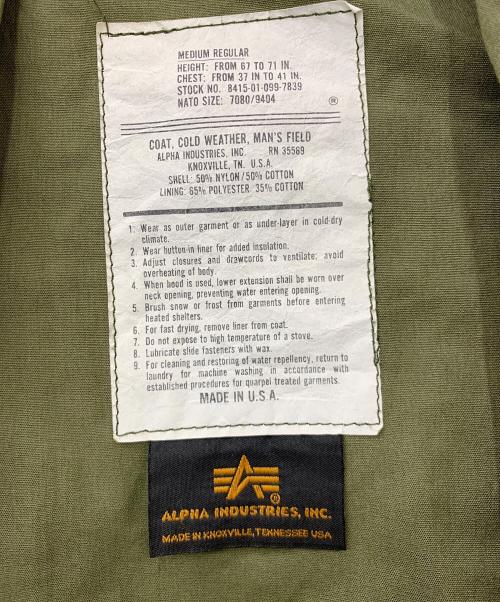 MEDIUM REGULAR
HEIGHT: FROM 67 TO 71 IN.
CHEST: FROM 37 IN TO 41 IN.
STOCK NO. 8415-01-099-7839
NATO SIZE: 7080/9404 ®
COAT, COLD WEATHER, MAN'S FIELD
ALPHA INDUSTRIES, INC. RN 35569
KNOXVILLE, TN. U.S.A.
SHELL: 50% NYLON/50% COTTON
LINING: 65% POLYESTER 35% COTTON
1. Wear as outer garment or as under-layer in cold-dry
climate.
2. Wear button-in liner for added insulation.
3. Adjust closures and drawcords to ventilate; avoid
overheating of body.
4. When hood is used, lower extension shall be worn over
neck opening, preventing water entering opening.
5. Brush snow or frost from garments before entering
heated shelters.
6. For fast drying, remove liner from coat.
7. Do not expose to high temperature of a stove.
8. Lubricate slide fasteners with wax.
9. For cleaning and restoring of water repellency, return to
laundry for machine washing in accordance with
established procedures for quarpel treated garments.
MADE IN U.S.A.
®
ALPHA INDUSTRIES, INC.
MADE IN KNOXVILLE, TENNESSEE USA